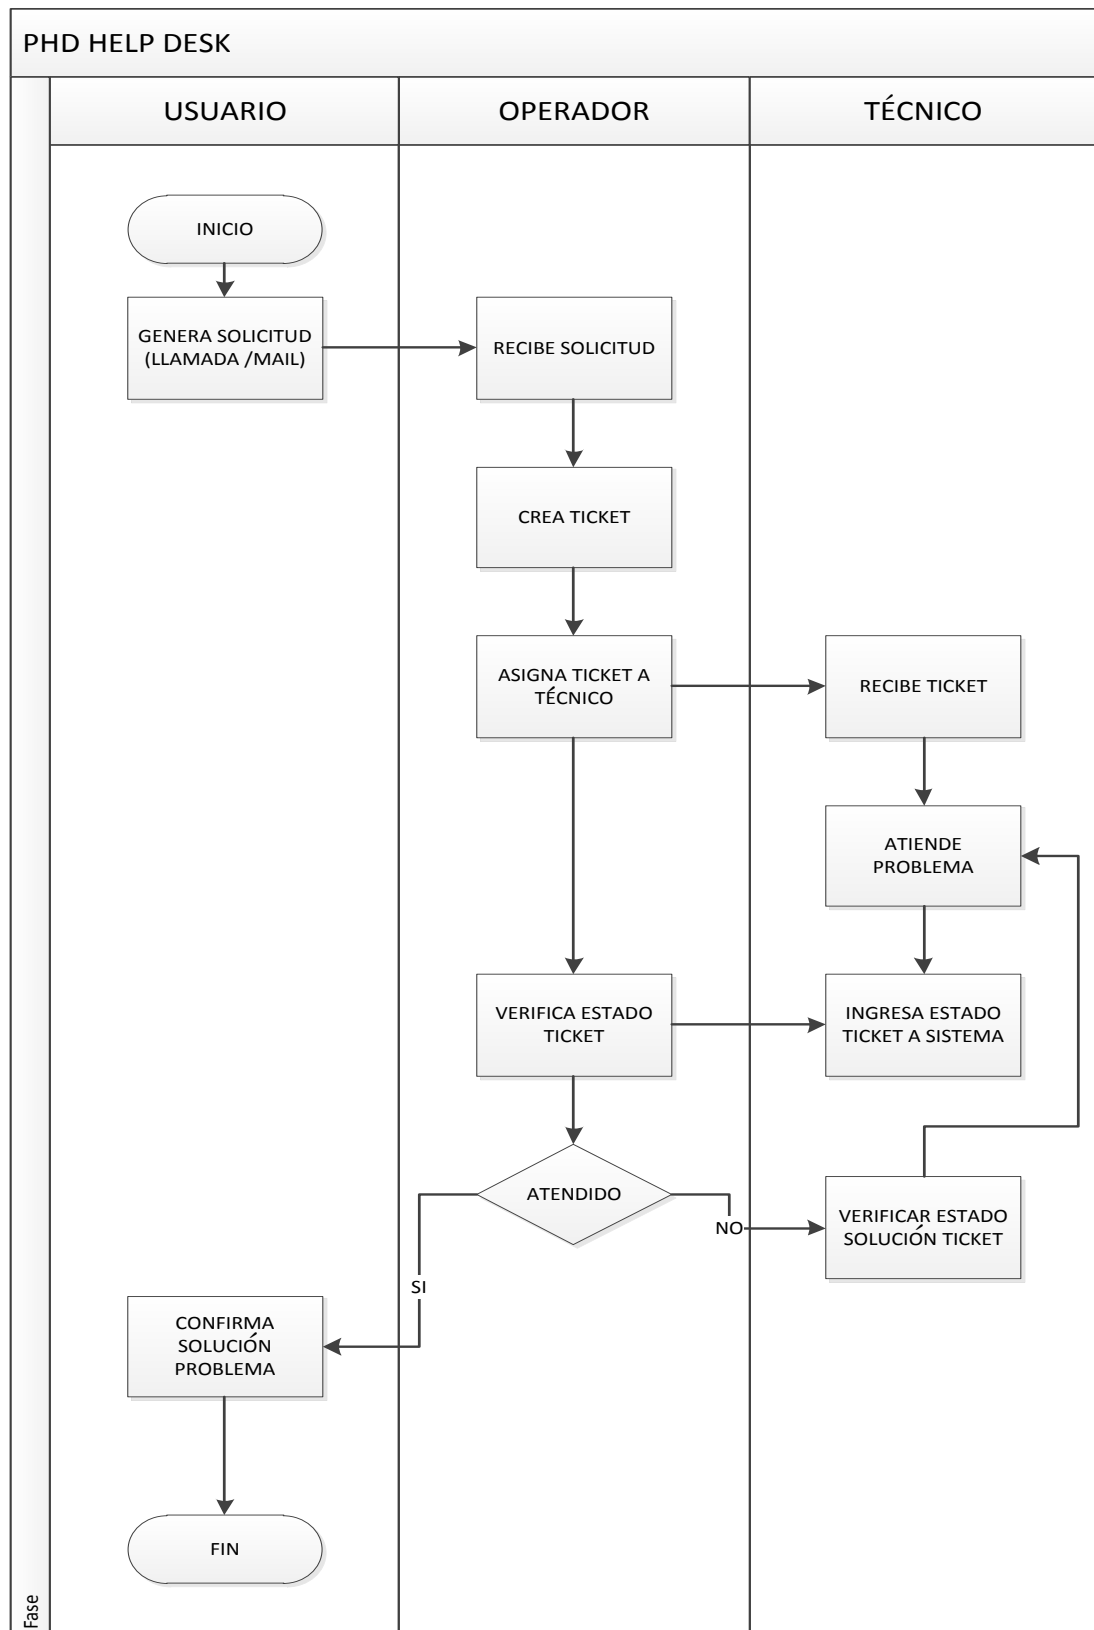 PHD HELP DESK
USUARIO
OPERADOR
TÉCNICO
INICIO
GENERA SOLICITUD
(LLAMADA /MAIL)
RECIBE SOLICITUD
CREA TICKET
ASIGNA TICKET A
TÉCNICO
RECIBE TICKET
ATIENDE
PROBLEMA
VERIFICA ESTADO
TICKET
INGRESA ESTADO
TICKET A SISTEMA
ATENDIDO
NO
VERIFICAR ESTADO
SOLUCIÓN TICKET
SI
CONFIRMA
SOLUCIÓN
PROBLEMA
FIN
Fase